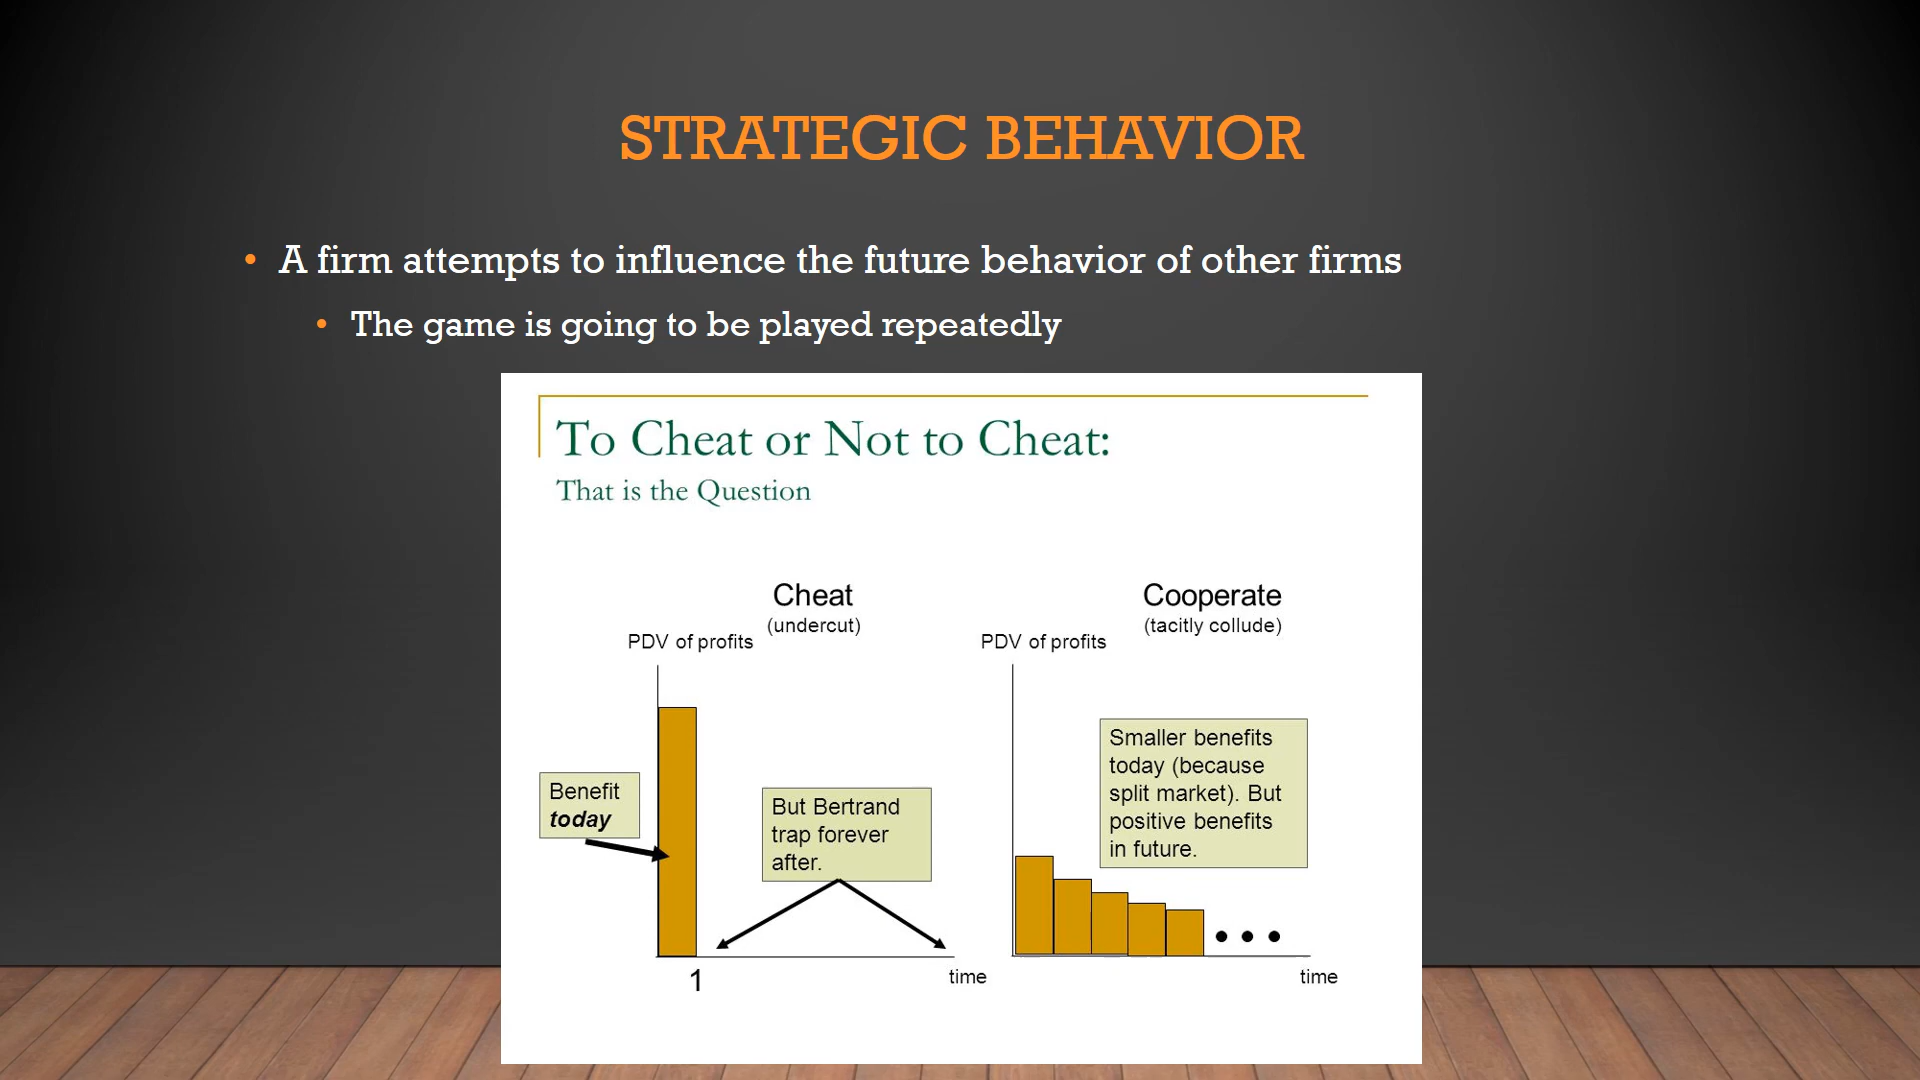 STRATEGIC BEHAVIOR
• A firm attempts to influence the future behavior of other firms
• The game is going to be played repeatedly
To Cheat or Not to Cheat:
That is the Question
Cheat
(undercut)
PDV of profits
Benefit
today
But Bertrand
trap forever
after.
1
time
Cooperate
(tacitly collude)
PDV of profits
Smaller benefits
today (because
split market). But
positive benefits
in future.
• • •
time